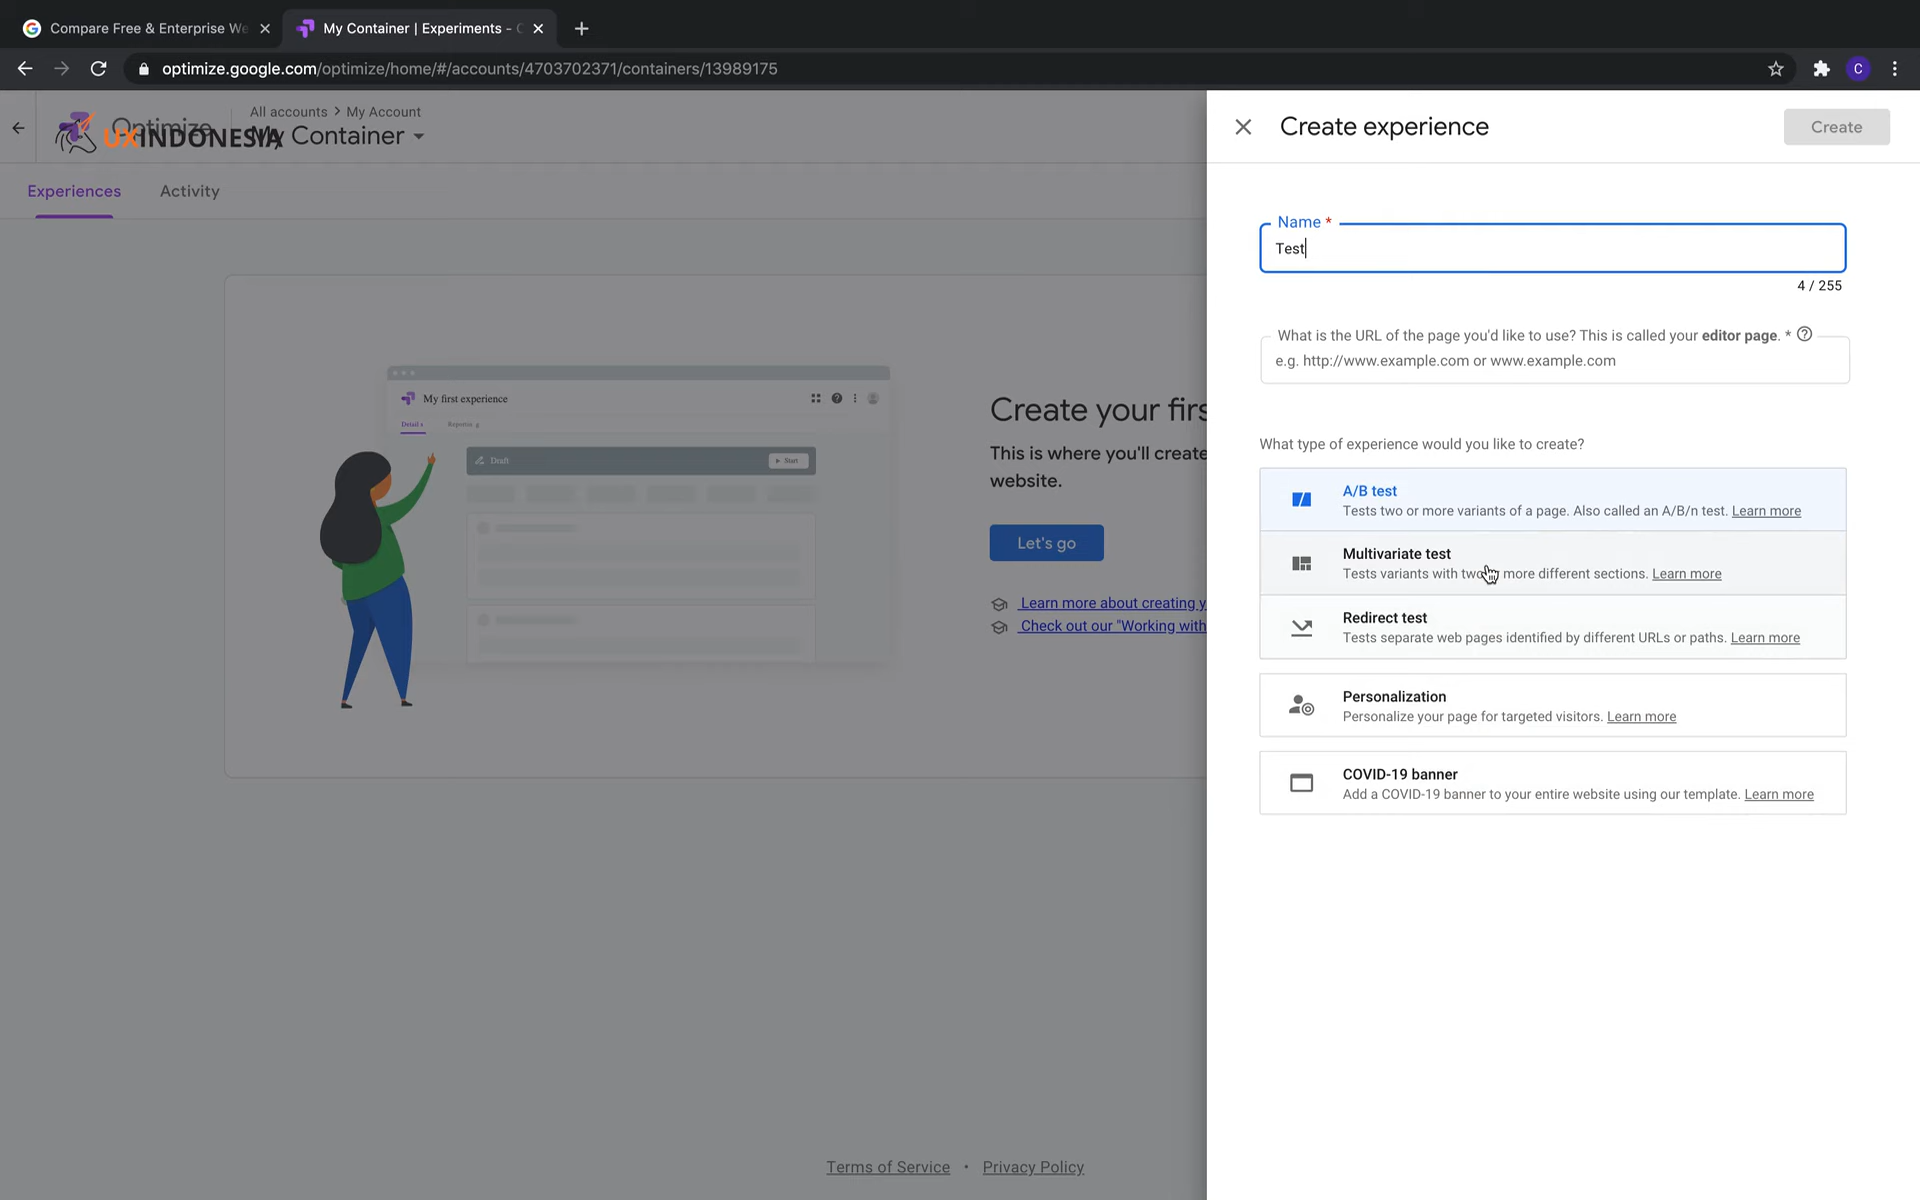 Compare Free & Enterprise We
My Container | Experiments -
optimize.google.com/optimize/home/#/accounts/4703702371/containers/13989175
C
All accounts > My Account
Optimize
UXINDONESIA
My Container
Experiences
Activity
My first experience
Details
Draft
Start
Create your firs
This is where you'll create
website.
Let's go
Learn more about creating y
Check out our "Working with
Terms of Service • Privacy Policy
Create experience
Create
Name *
Test
4 / 255
What is the URL of the page you'd like to use? This is called your editor page. *
e.g. http://www.example.com or www.example.com
What type of experience would you like to create?
A/B test
Tests two or more variants of a page. Also called an A/B/n test. Learn more
Multivariate test
Tests variants with two or more different sections. Learn more
Redirect test
Tests separate web pages identified by different URLs or paths. Learn more
Personalization
Personalize your page for targeted visitors. Learn more
COVID-19 banner
Add a COVID-19 banner to your entire website using our template. Learn more